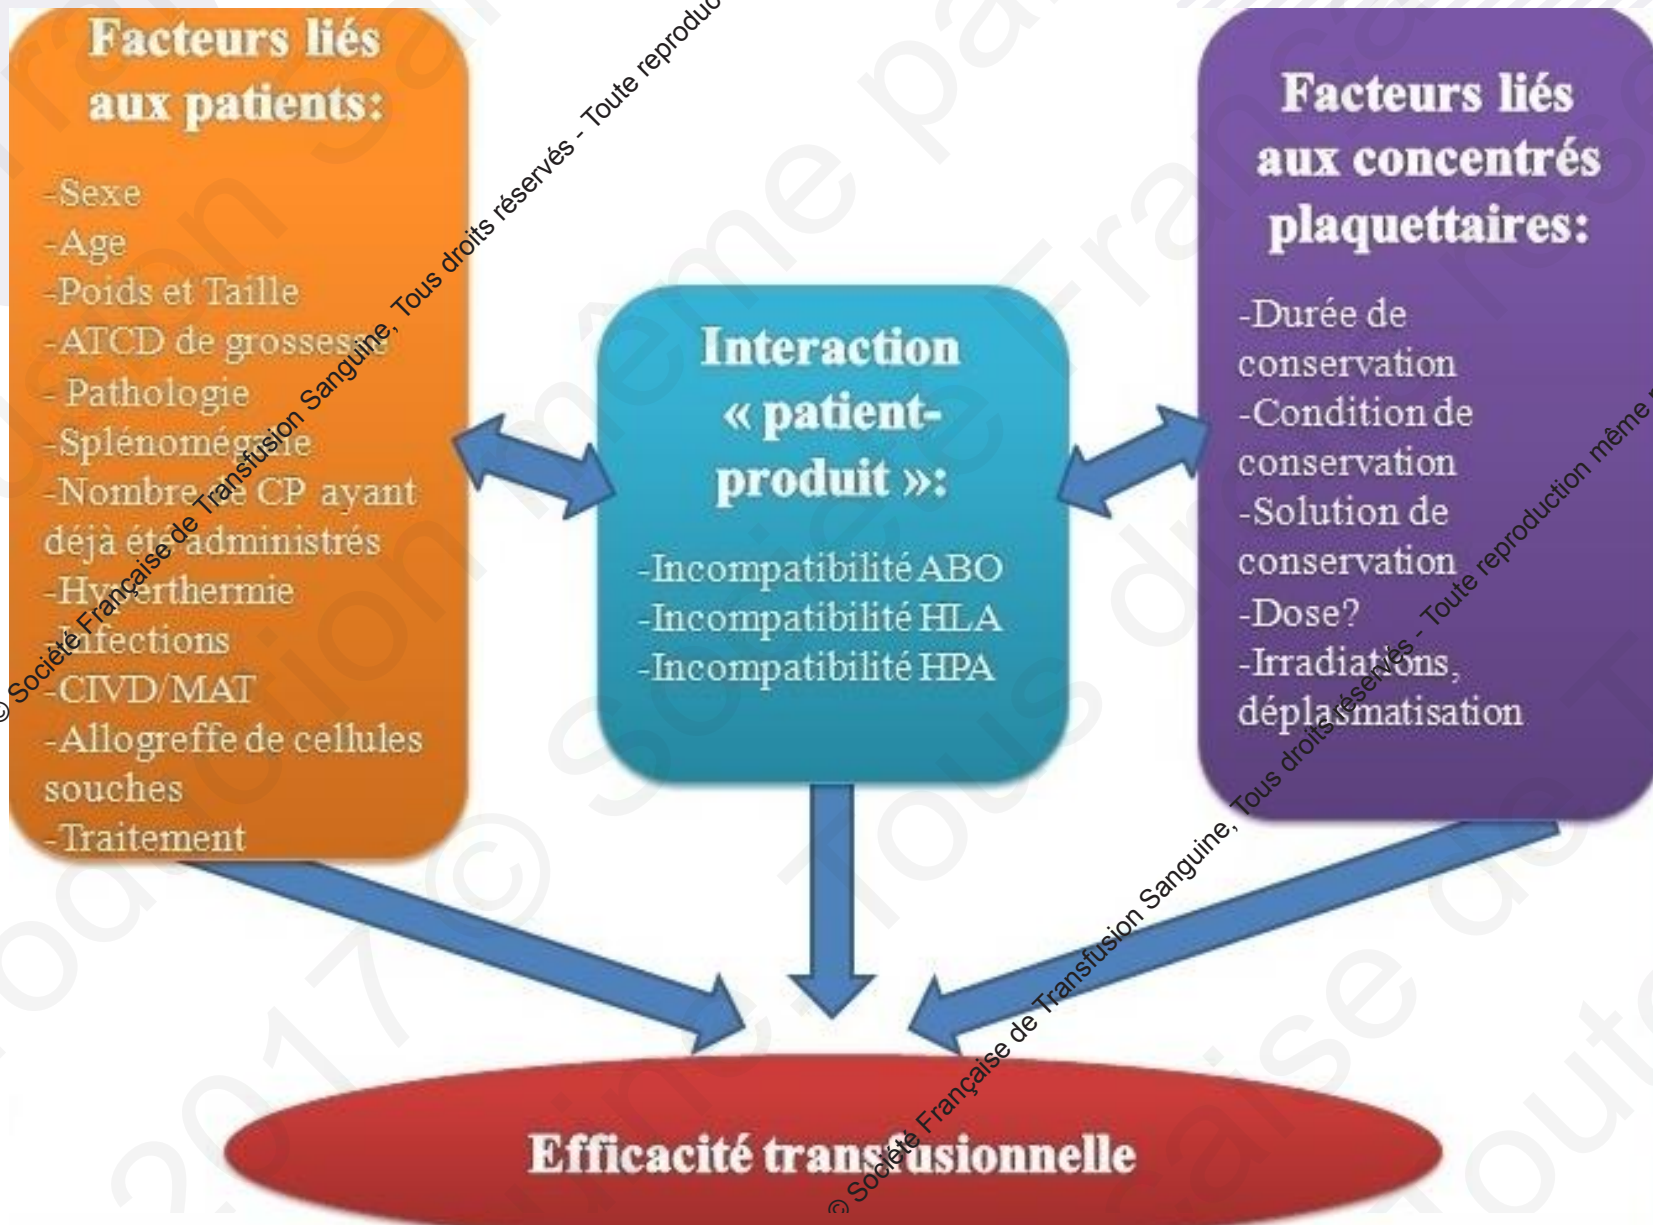 Facteurs liés
aux patients:
-Sexe
-Age
-Poids et Taille
-ATCD de grossesse
- Pathologie
-Splénomégalie
-Nombre de CP ayant
déjà été administrés
-Hyperthermie
-Infections
-CIVD/MAT
-Allogreffe de cellules
souches
-Traitement
Interaction
« patient-
produit »:
-Incompatibilité ABO
-Incompatibilité HLA
-Incompatibilité HPA
Facteurs liés
aux concentrés
plaquettaires:
-Durée de
conservation
-Condition de
conservation
-Solution de
conservation
-Dose?
-Irradiations,
déplasmatisation
Efficacité transfusionnelle
© Société Française de Transfusion Sanguine, Tous droits réservés - Toute reproduc
© Société Française de Transfusion Sanguine, Tous droits réservés - Toute reproduction même